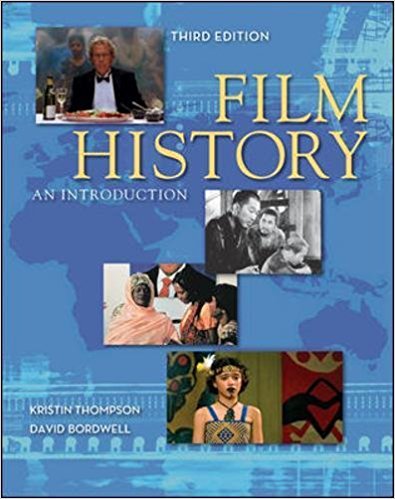 THIRD EDITION
FILM
HISTORY
AN INTRODUCTION
KRISTIN THOMPSON
DAVID BORDWELL